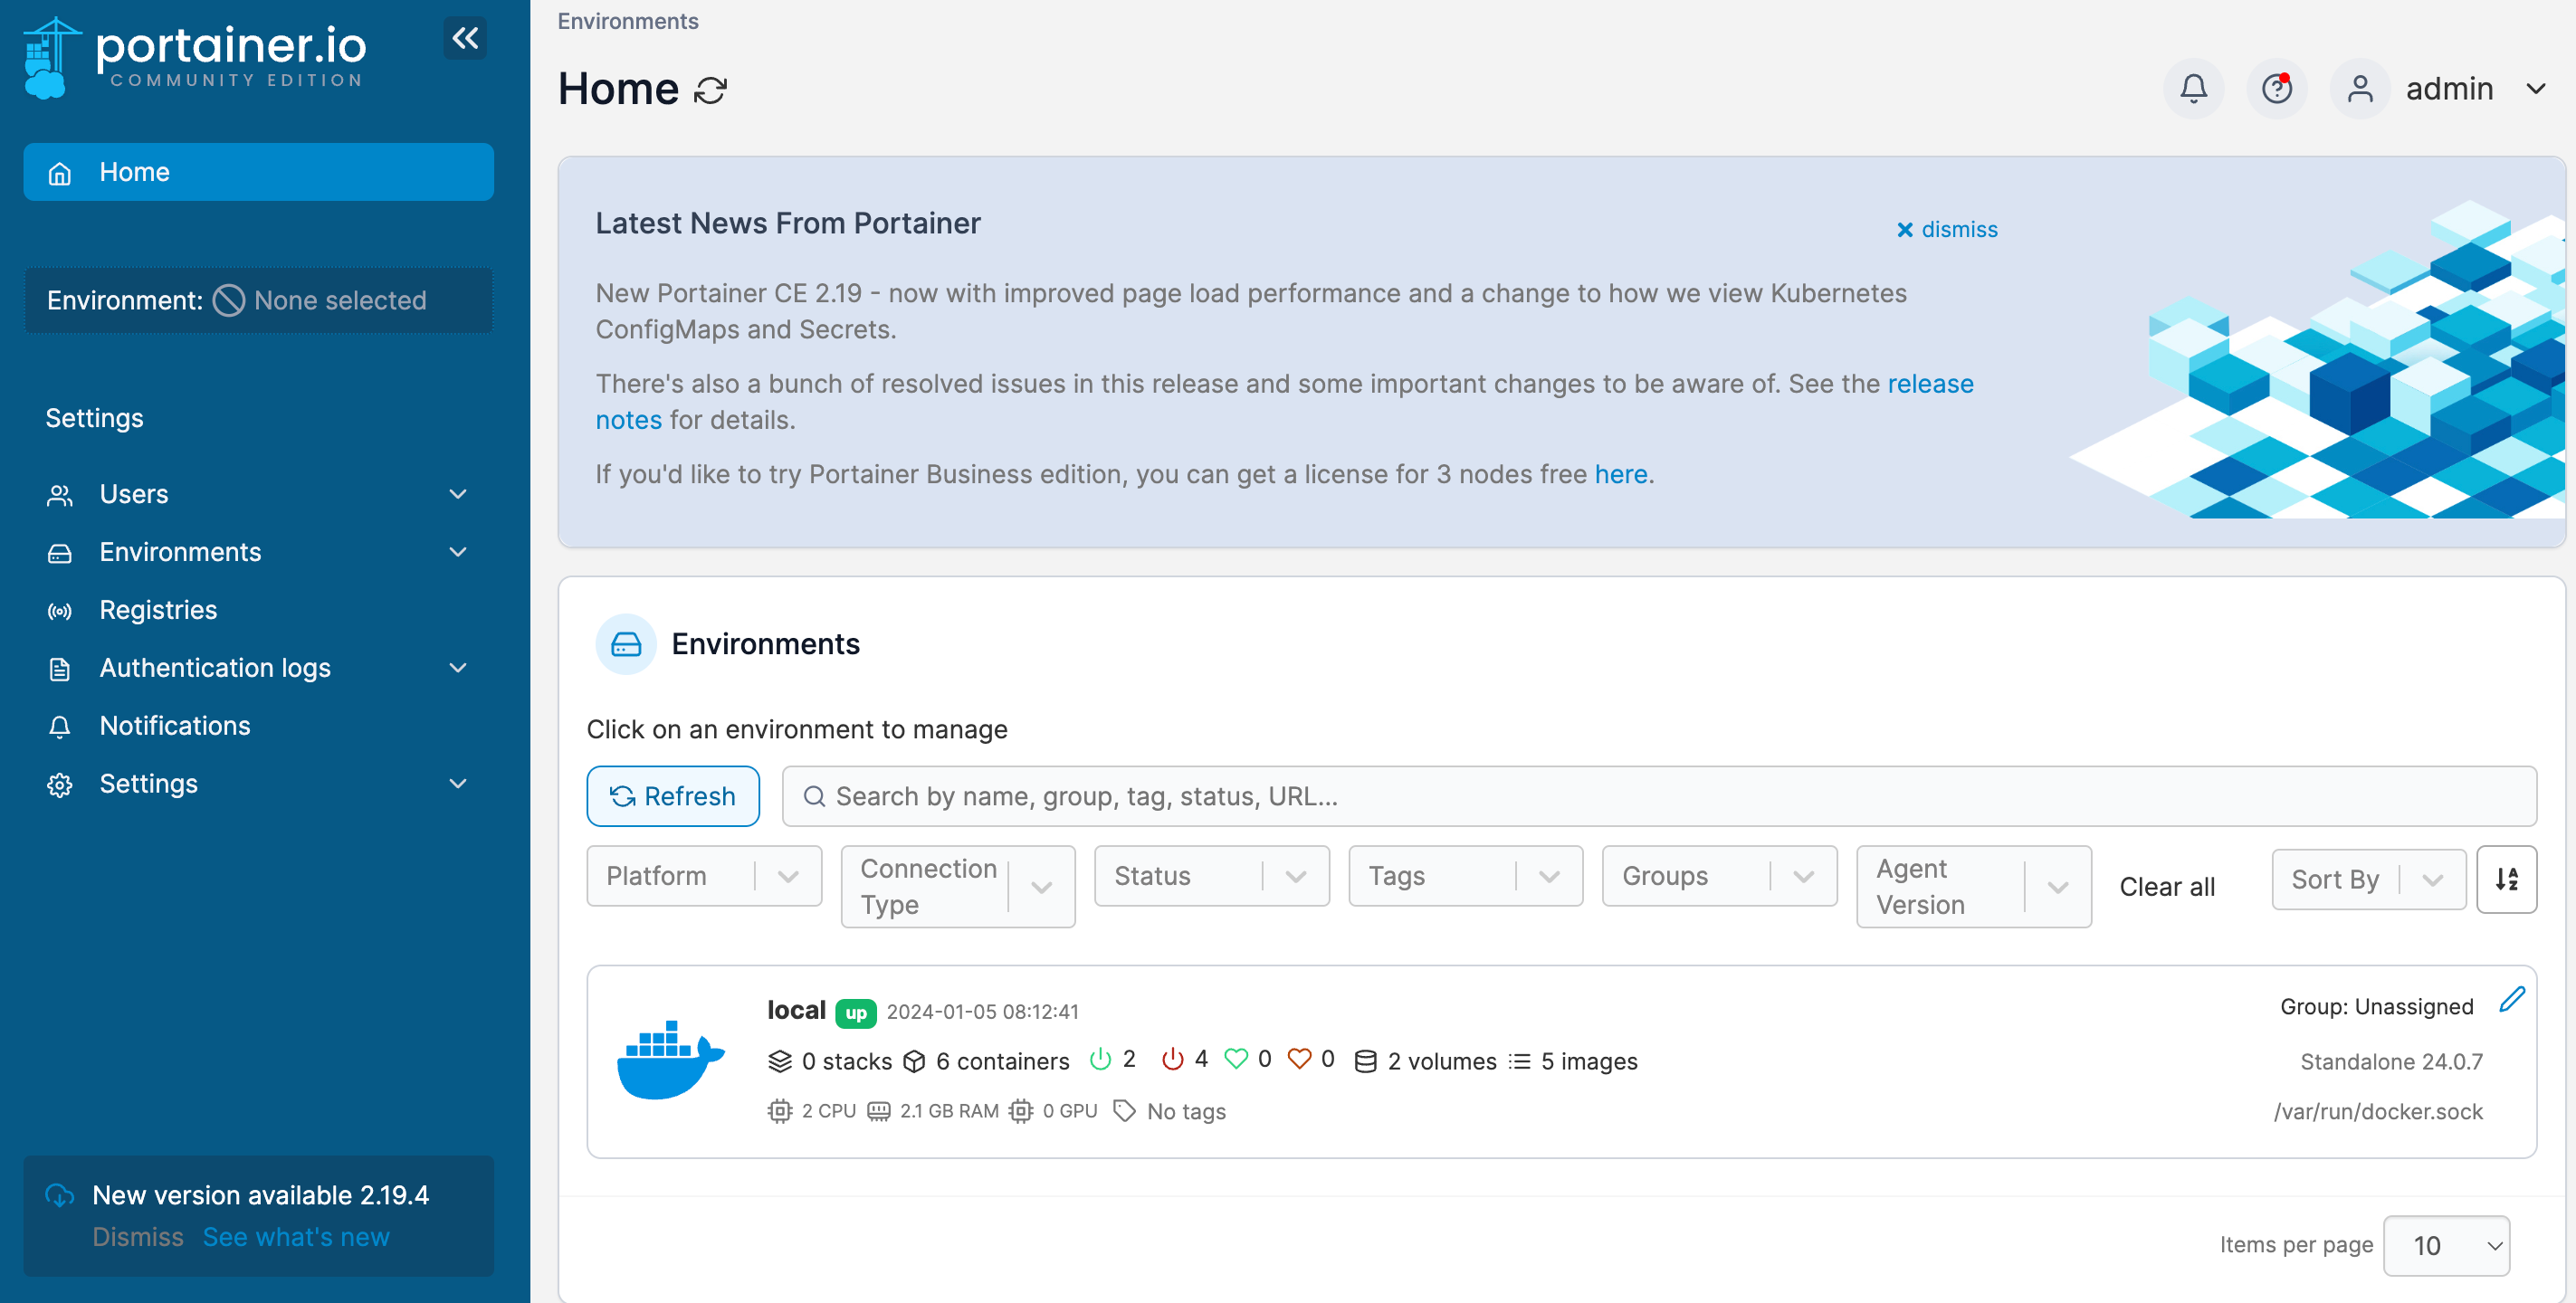 portainer.io
COMMUNITY EDITION
Home
Environment: None selected
Settings
Users
Environments
Registries
Authentication logs
Notifications
Settings
New version available 2.19.4
Dismiss See what's new
Environments
Home
admin
Latest News From Portainer
dismiss
New Portainer CE 2.19 - now with improved page load performance and a change to how we view Kubernetes
ConfigMaps and Secrets.
There's also a bunch of resolved issues in this release and some important changes to be aware of. See the release
notes for details.
If you'd like to try Portainer Business edition, you can get a license for 3 nodes free here.
Environments
Click on an environment to manage
Refresh
Search by name, group, tag, status, URL...
Platform
Connection
Type
Status
Tags
Groups
Agent
Version
Clear all
Sort By
A
Z
local up 2024-01-05 08:12:41
Group: Unassigned
0 stacks 6 containers 2 4 0 0 2 volumes 5 images
Standalone 24.0.7
2 CPU 2.1 GB RAM 0 GPU No tags
/var/run/docker.sock
Items per page 10